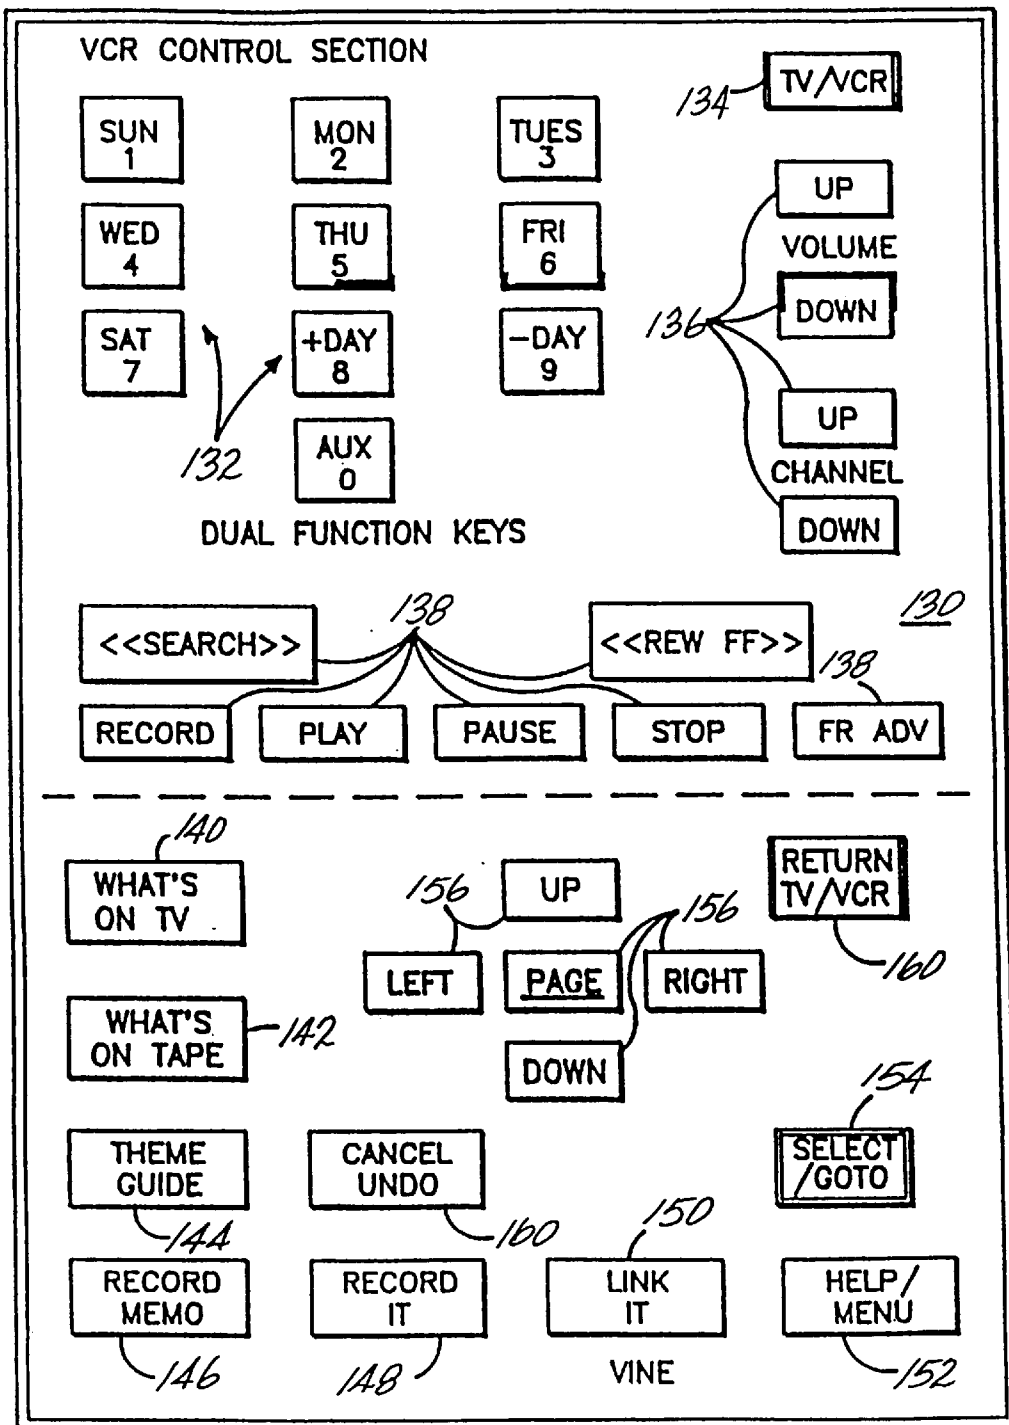 VCR CONTROL SECTION
134
TV/VCR
SUN
1
MON
2
TUES
3
UP
VOLUME
DOWN
WED
4
THU
5
FRI
6
136
SAT
7
+DAY
8
-DAY
9
UP
CHANNEL
DOWN
132
AUX
0
DUAL FUNCTION KEYS
138
130
<<SEARCH>>
<<REW FF>>
138
RECORD
PLAY
PAUSE
STOP
FR ADV
140
WHAT'S
ON TV
156
UP
156
RETURN
TV/VCR
160
LEFT
PAGE
RIGHT
WHAT'S
ON TAPE
142
DOWN
154
THEME
GUIDE
144
CANCEL
UNDO
160
SELECT
/GOTO
150
RECORD
MEMO
146
RECORD
IT
148
LINK
IT
VINE
HELP/
MENU
152